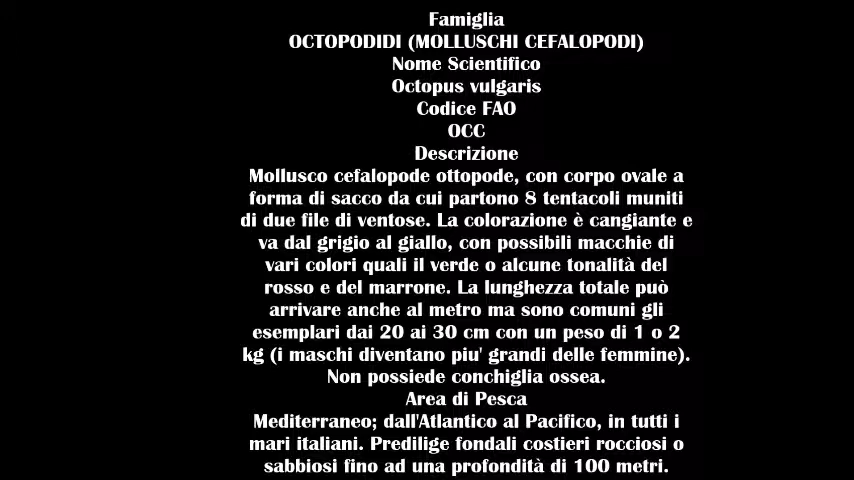 Famiglia
OCTOPODIDI (MOLLUSCHI CEFALOPODI)
Nome Scientifico
Octopus vulgaris
Codice FAO
OCC
Descrizione
Mollusco cefalopode ottopode, con corpo ovale a
forma di sacco da cui partono 8 tentacoli muniti
di due file di ventose. La colorazione è cangiante e
va dal grigio al giallo, con possibili macchie di
vari colori quali il verde o alcune tonalità del
rosso e del marrone. La lunghezza totale può
arrivare anche al metro ma sono comuni gli
esemplari dai 20 ai 30 cm con un peso di 1 o 2
kg (i maschi diventano piu' grandi delle femmine).
Non possiede conchiglia ossea.
Area di Pesca
Mediterraneo; dall'Atlantico al Pacifico, in tutti i
mari italiani. Predilige fondali costieri rocciosi o
sabbiosi fino ad una profondità di 100 metri.